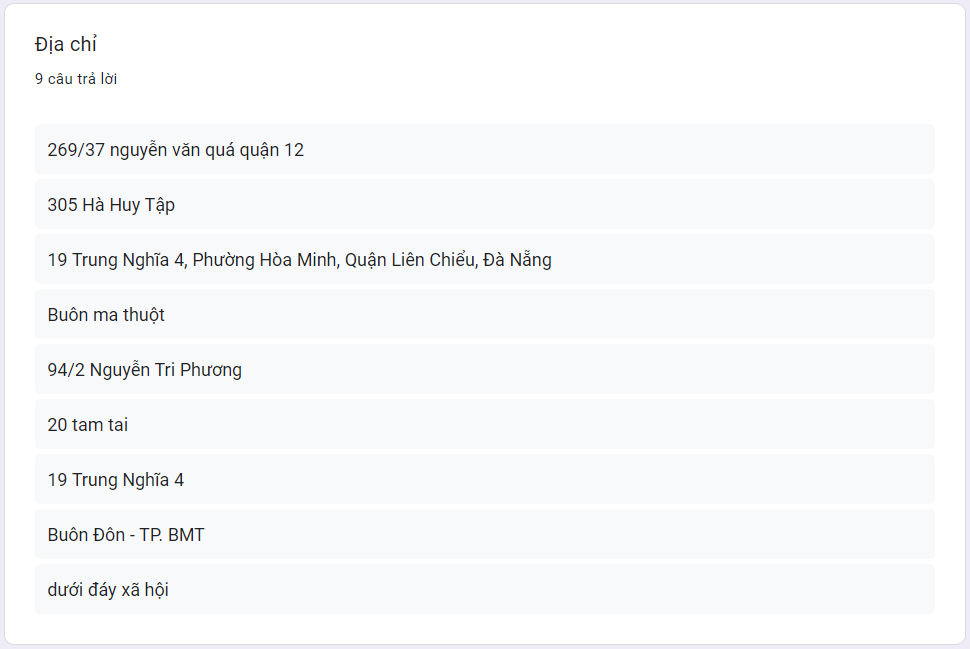 Địa chỉ
9 câu trả lời
269/37 nguyễn văn quá quận 12
305 Hà Huy Tập
19 Trung Nghĩa 4, Phường Hòa Minh, Quận Liên Chiểu, Đà Nẵng
Buôn ma thuột
94/2 Nguyễn Tri Phương
20 tam tai
19 Trung Nghĩa 4
Buôn Đôn - TP. BMT
dưới đáy xã hội